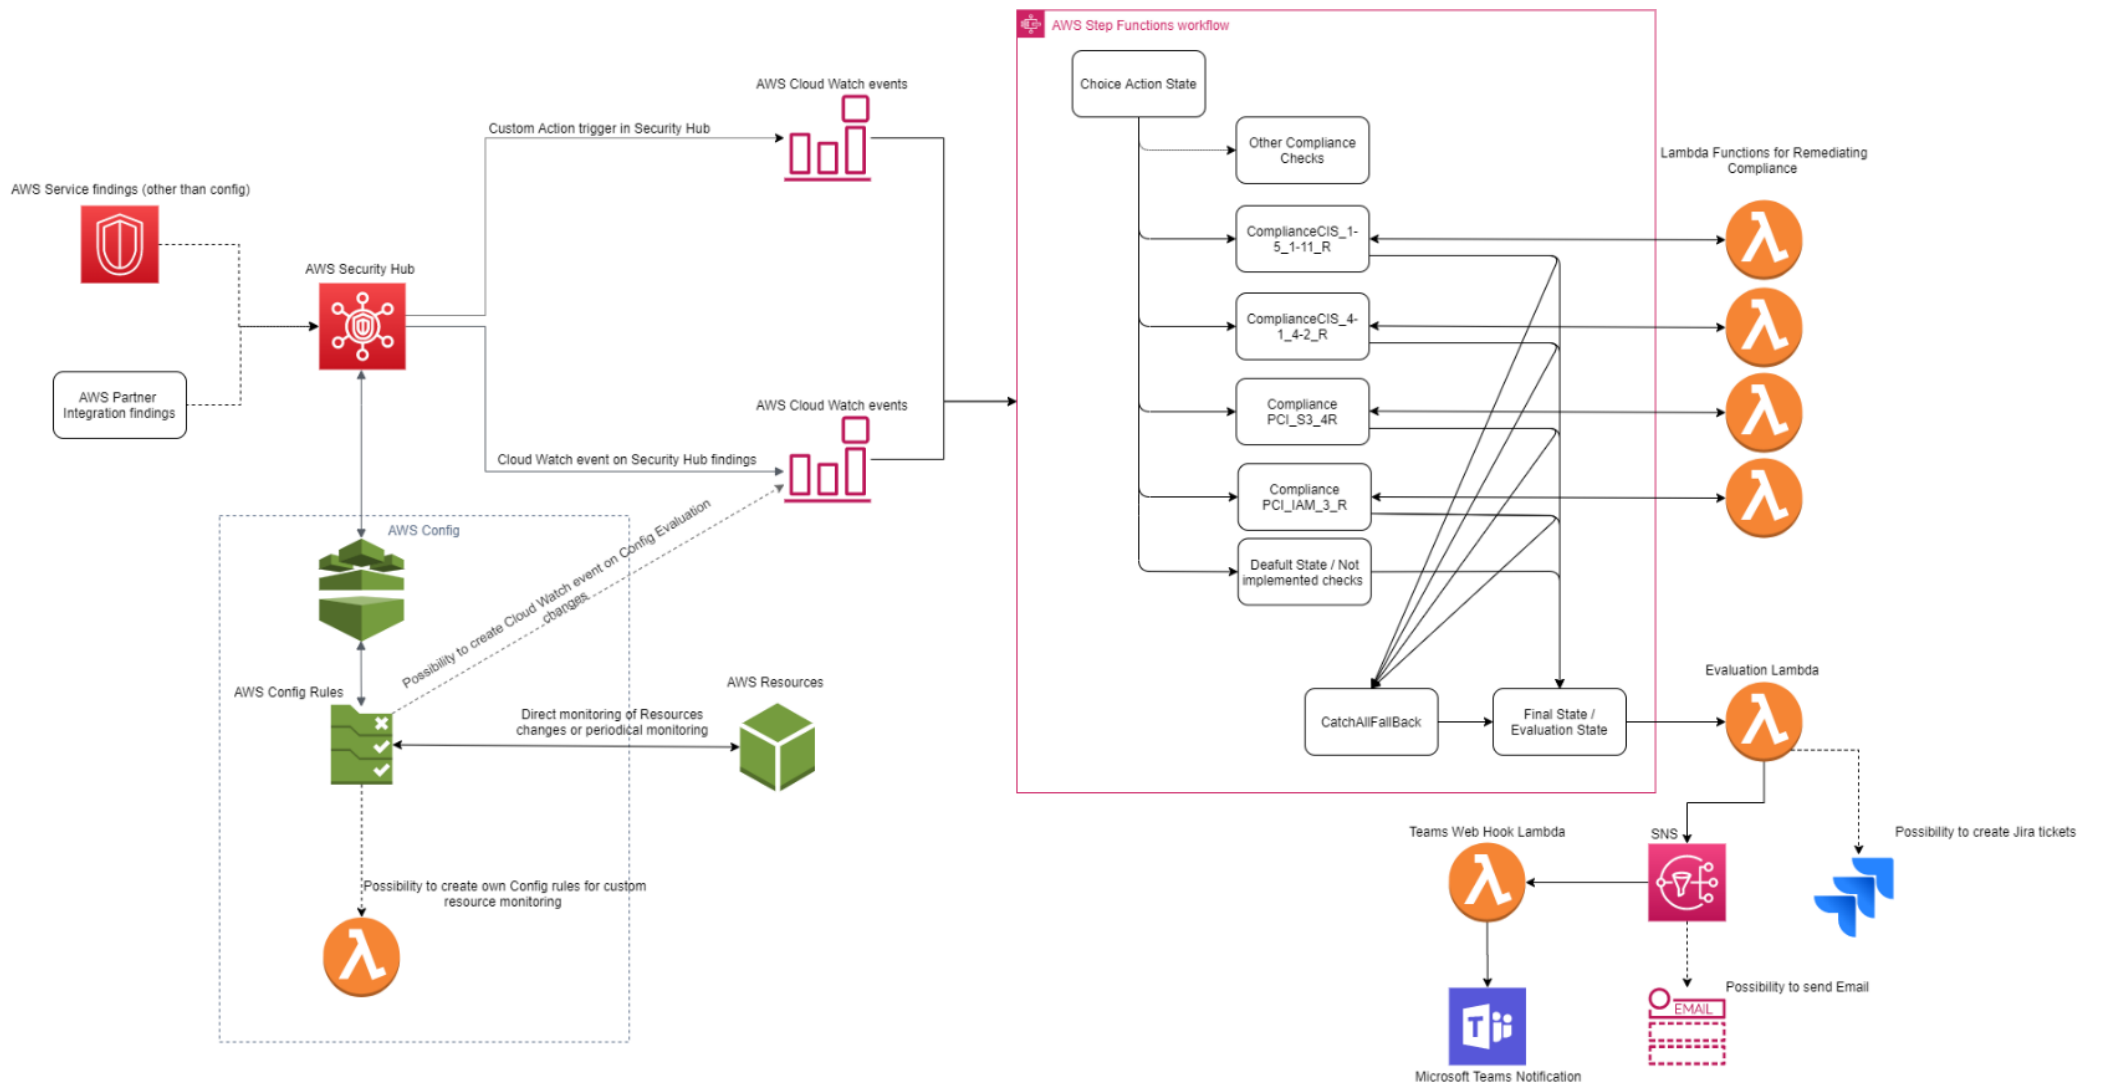 AWS Step Functions workflow
Choice Action State
AWS Cloud Watch events
Custom Action trigger in Security Hub
Other Compliance
Checks
Lambda Functions for Remediating
Compliance
AWS Service findings (other than config)
ComplianceCIS_1-
5_1-11_R
AWS Security Hub
ComplianceCIS_4-
1_4-2_R
AWS Partner
Integration findings
AWS Cloud Watch events
Compliance
PCI_S3_4R
Cloud Watch event on Security Hub findings
Compliance
PCI_IAM_3_R
AWS Config
Possibility to create Cloud Watch event on Config Evaluation
changes
Deafult State / Not
implemented checks
AWS Config Rules
AWS Resources
Direct monitoring of Resources
changes or periodical monitoring
CatchAllFallBack
Final State /
Evaluation State
Evaluation Lambda
Teams Web Hook Lambda
SNS
Possibility to create Jira tickets
Possibility to create own Config rules for custom
resource monitoring
Possibility to send Email
EMAIL
T
Microsoft Teams Notification